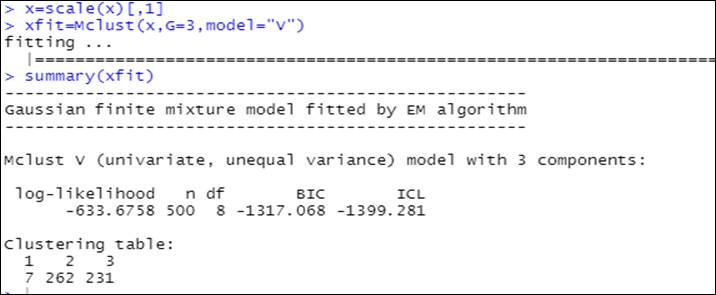 > x=scale(x)[,1]
> xfit=Mclust(x,G=3,model="V")
fitting ...
  |======================================================================
> summary(xfit)
----------------------------------------------------
Gaussian finite mixture model fitted by EM algorithm
----------------------------------------------------
Mclust V (univariate, unequal variance) model with 3 components:
 log-likelihood   n df       BIC       ICL
      -633.6758 500  8 -1317.068 -1399.281
Clustering table:
  1   2   3
  7 262 231
>